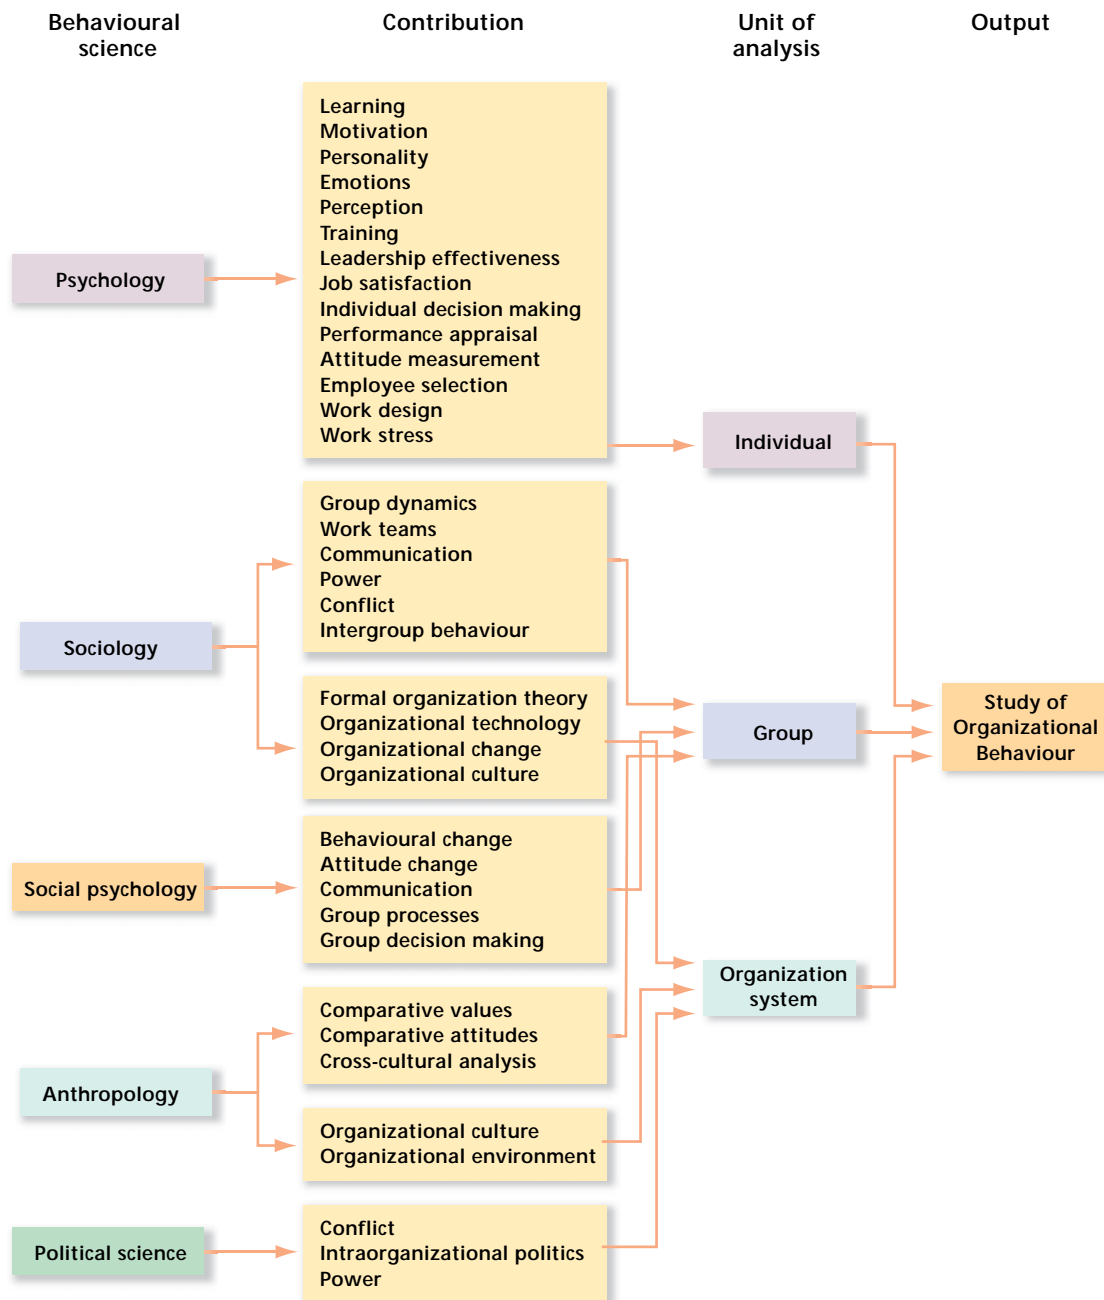 Behavioural
science
Contribution
Unit of
analysis
Output
Psychology
Learning
Motivation
Personality
Emotions
Perception
Training
Leadership effectiveness
Job satisfaction
Individual decision making
Performance appraisal
Attitude measurement
Employee selection
Work design
Work stress
Individual
Sociology
Group dynamics
Work teams
Communication
Power
Conflict
Intergroup behaviour
Formal organization theory
Organizational technology
Organizational change
Organizational culture
Group
Study of
Organizational
Behaviour
Social psychology
Behavioural change
Attitude change
Communication
Group processes
Group decision making
Organization
system
Anthropology
Comparative values
Comparative attitudes
Cross-cultural analysis
Organizational culture
Organizational environment
Political science
Conflict
Intraorganizational politics
Power